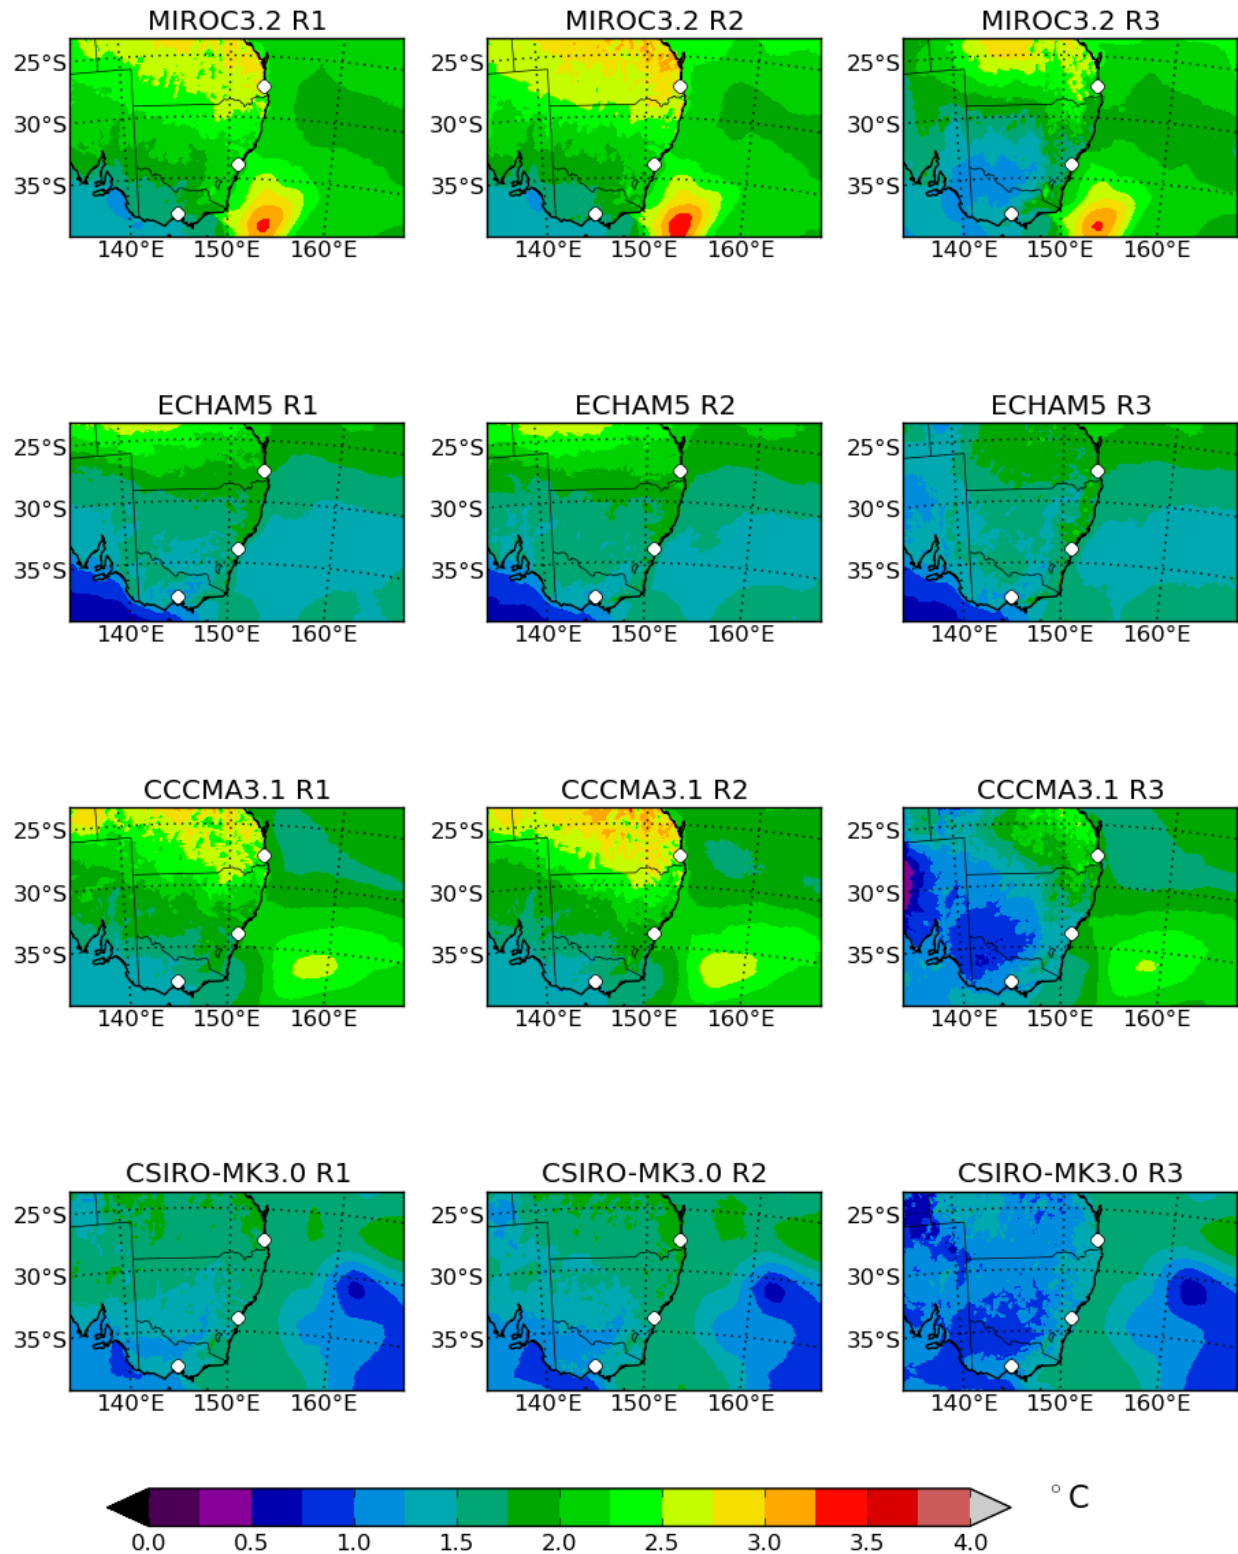 MIROC3.2 R1 MIROC3.2 R2 MIROC3.2 R3
25°S 25°S 25°S
30°S 30°S 30°S
35°S 35°S 35°S
140°E 150°E 160°E 140°E 150°E 160°E 140°E 150°E 160°E
ECHAM5 R1 ECHAM5 R2 ECHAM5 R3
25°S 25°S 25°S
30°S 30°S 30°S
35°S 35°S 35°S
140°E 150°E 160°E 140°E 150°E 160°E 140°E 150°E 160°E
CCCMA3.1 R1 CCCMA3.1 R2 CCCMA3.1 R3
25°S 25°S 25°S
30°S 30°S 30°S
35°S 35°S 35°S
140°E 150°E 160°E 140°E 150°E 160°E 140°E 150°E 160°E
CSIRO-MK3.0 R1 CSIRO-MK3.0 R2 CSIRO-MK3.0 R3
25°S 25°S 25°S
30°S 30°S 30°S
35°S 35°S 35°S
140°E 150°E 160°E 140°E 150°E 160°E 140°E 150°E 160°E
°C
0.0 0.5 1.0 1.5 2.0 2.5 3.0 3.5 4.0